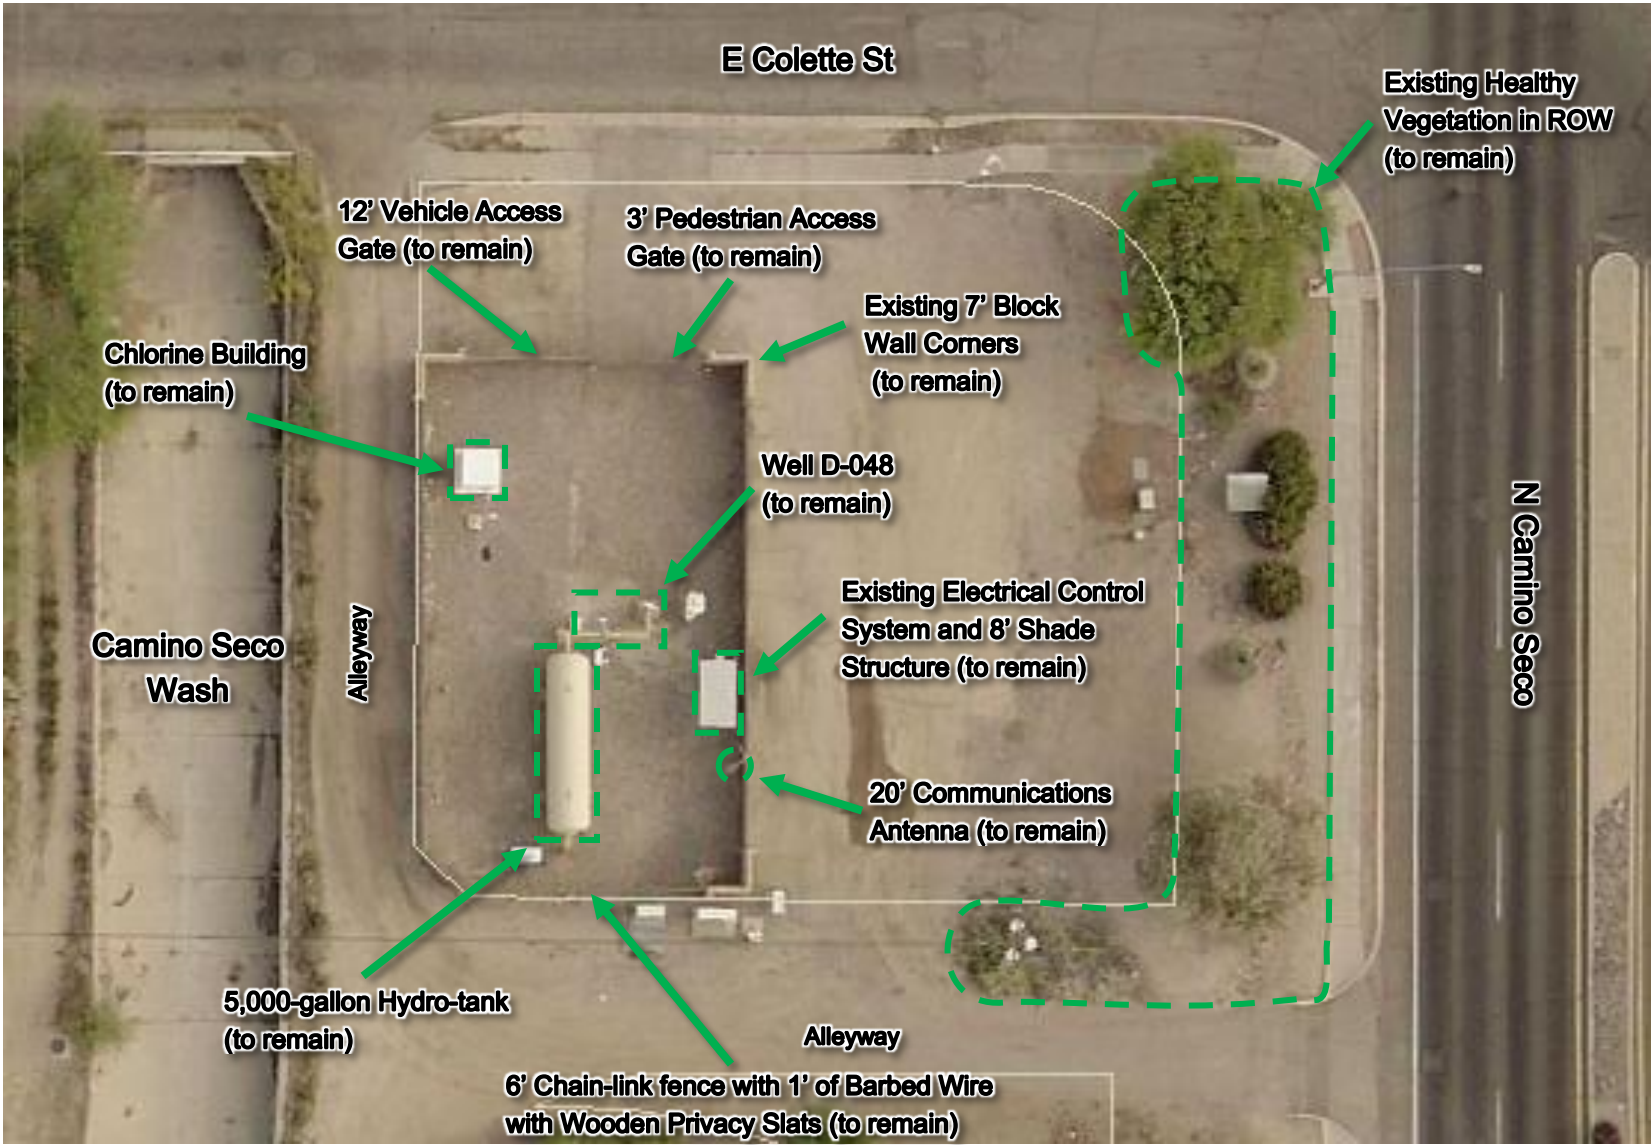 E Colette St
Existing Healthy
Vegetation in ROW
(to remain)
12' Vehicle Access
Gate (to remain)
3' Pedestrian Access
Gate (to remain)
Existing 7' Block
Wall Corners
(to remain)
Chlorine Building
(to remain)
Well D-048
(to remain)
N Camino Seco
Existing Electrical Control
System and 8' Shade
Structure (to remain)
Alleyway
Camino Seco
Wash
20' Communications
Antenna (to remain)
5,000-gallon Hydro-tank
(to remain)
Alleyway
6' Chain-link fence with 1' of Barbed Wire
with Wooden Privacy Slats (to remain)